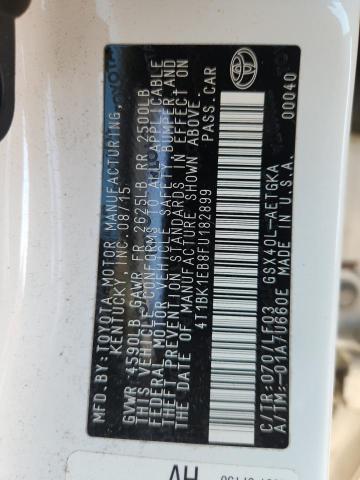 MFD.BY:TOYOTA MOTOR MANUFACTURING,
KENTUCKY, INC. 08/15
GVWR 4590LB GAWR FR 2625LB RR 2500LB
THIS VEHICLE CONFORMS TO ALL APPLICABLE
FEDERAL MOTOR VEHICLE SAFETY, BUMPER, AND
THEFT PREVENTION STANDARDS IN EFFECT ON
THE DATE OF MANUFACTURE SHOWN ABOVE.
4T1BK1EB8FU182899 PASS.CAR
C/TR:070/LF03 GSX40L-AETGKA
A/TM:-01A/U660E MADE IN U.S.A.
00040
AH